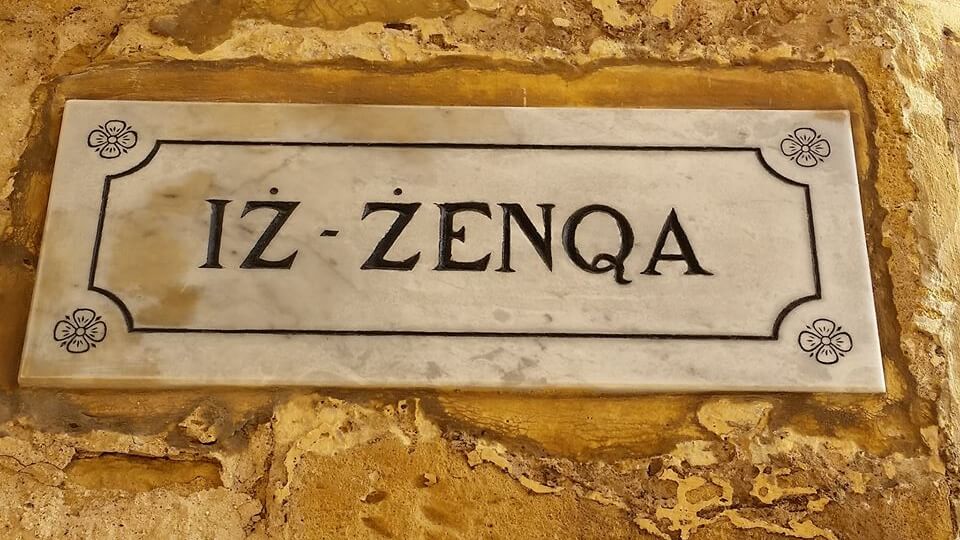 IŻ - ŻENQA